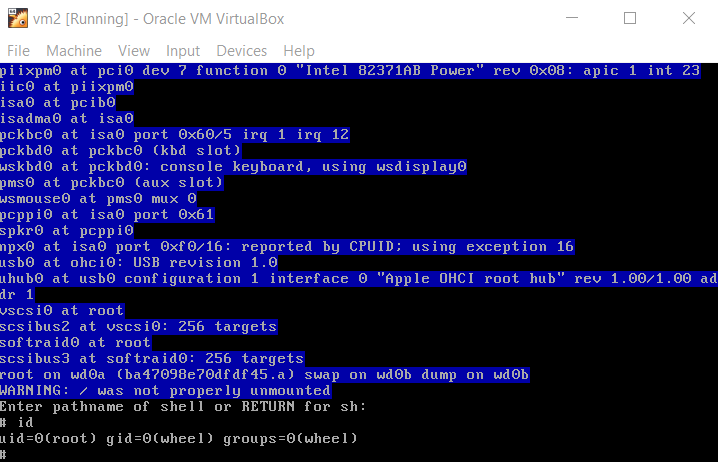 vm2 [Running] - Oracle VM VirtualBox
File Machine View Input Devices Help
piixpm0 at pci0 dev 7 function 0 "Intel 82371AB Power" rev 0x08: apic 1 int 23
iic0 at piixpm0
isa0 at pcib0
isadma0 at isa0
pckbc0 at isa0 port 0x60/5 irq 1 irq 12
pckbd0 at pckbc0 (kbd slot)
wskbd0 at pckbd0: console keyboard, using wsdisplay0
pms0 at pckbc0 (aux slot)
wsmouse0 at pms0 mux 0
pcppi0 at isa0 port 0x61
spkr0 at pcppi0
npx0 at isa0 port 0xf0/16: reported by CPUID; using exception 16
usb0 at ohci0: USB revision 1.0
uhub0 at usb0 configuration 1 interface 0 "Apple OHCI root hub" rev 1.00/1.00 ad
dr 1
vscsi0 at root
scsibus2 at vscsi0: 256 targets
softraid0 at root
scsibus3 at softraid0: 256 targets
root on wd0a (ba47098e70dfdf45.a) swap on wd0b dump on wd0b
WARNING: / was not properly unmounted
Enter pathname of shell or RETURN for sh:
# id
uid=0(root) gid=0(wheel) groups=0(wheel)
#